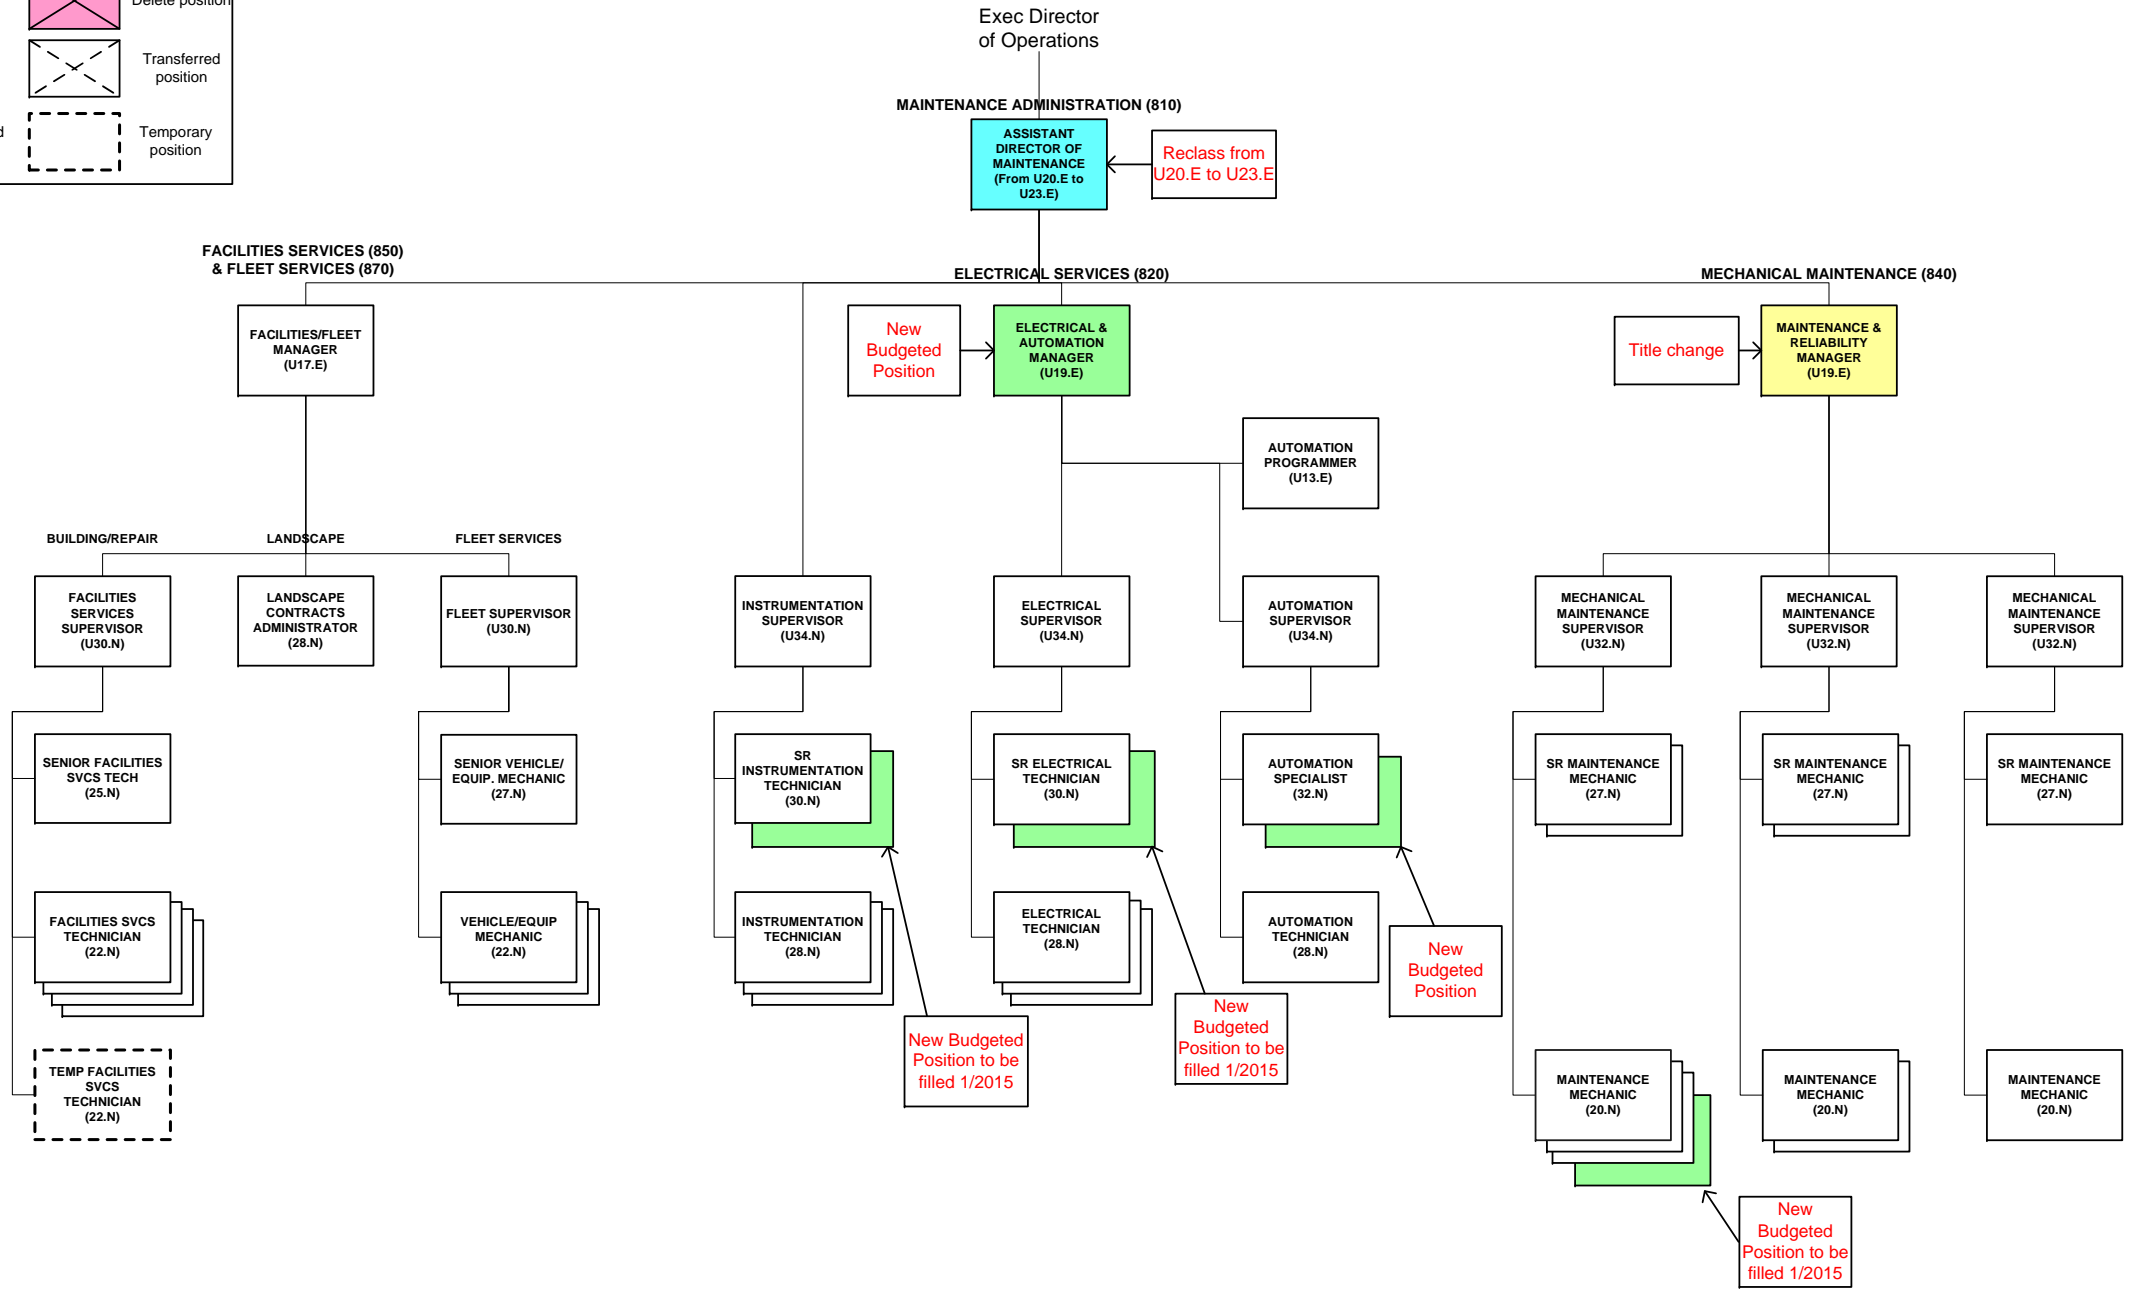 Delete position
Transferred
position
Temporary
position
Exec Director
of Operations
MAINTENANCE ADMINISTRATION (810)
ASSISTANT
DIRECTOR OF
MAINTENANCE
(From U20.E to
U23.E)
Reclass from
U20.E to U23.E
FACILITIES SERVICES (850)
& FLEET SERVICES (870)
ELECTRICAL SERVICES (820)
MECHANICAL MAINTENANCE (840)
FACILITIES/FLEET
MANAGER
(U17.E)
New
Budgeted
Position
ELECTRICAL &
AUTOMATION
MANAGER
(U19.E)
Title change
MAINTENANCE &
RELIABILITY
MANAGER
(U19.E)
AUTOMATION
PROGRAMMER
(U13.E)
BUILDING/REPAIR
LANDSCAPE
FLEET SERVICES
FACILITIES
SERVICES
SUPERVISOR
(U30.N)
LANDSCAPE
CONTRACTS
ADMINISTRATOR
(28.N)
FLEET SUPERVISOR
(U30.N)
INSTRUMENTATION
SUPERVISOR
(U34.N)
ELECTRICAL
SUPERVISOR
(U34.N)
AUTOMATION
SUPERVISOR
(U34.N)
MECHANICAL
MAINTENANCE
SUPERVISOR
(U32.N)
MECHANICAL
MAINTENANCE
SUPERVISOR
(U32.N)
MECHANICAL
MAINTENANCE
SUPERVISOR
(U32.N)
SENIOR FACILITIES
SVCS TECH
(25.N)
SENIOR VEHICLE/
EQUIP. MECHANIC
(27.N)
SR
INSTRUMENTATION
TECHNICIAN
(30.N)
SR ELECTRICAL
TECHNICIAN
(30.N)
AUTOMATION
SPECIALIST
(32.N)
SR MAINTENANCE
MECHANIC
(27.N)
SR MAINTENANCE
MECHANIC
(27.N)
SR MAINTENANCE
MECHANIC
(27.N)
FACILITIES SVCS
TECHNICIAN
(22.N)
VEHICLE/EQUIP
MECHANIC
(22.N)
INSTRUMENTATION
TECHNICIAN
(28.N)
ELECTRICAL
TECHNICIAN
(28.N)
AUTOMATION
TECHNICIAN
(28.N)
New
Budgeted
Position
New Budgeted
Position to be
filled 1/2015
New
Budgeted
Position to be
filled 1/2015
TEMP FACILITIES
SVCS
TECHNICIAN
(22.N)
MAINTENANCE
MECHANIC
(20.N)
MAINTENANCE
MECHANIC
(20.N)
MAINTENANCE
MECHANIC
(20.N)
New
Budgeted
Position to be
filled 1/2015